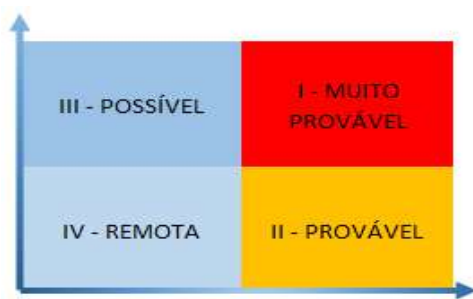 III - POSSÍVEL
I - MUITO
PROVÁVEL
IV - REMOTA
II - PROVÁVEL